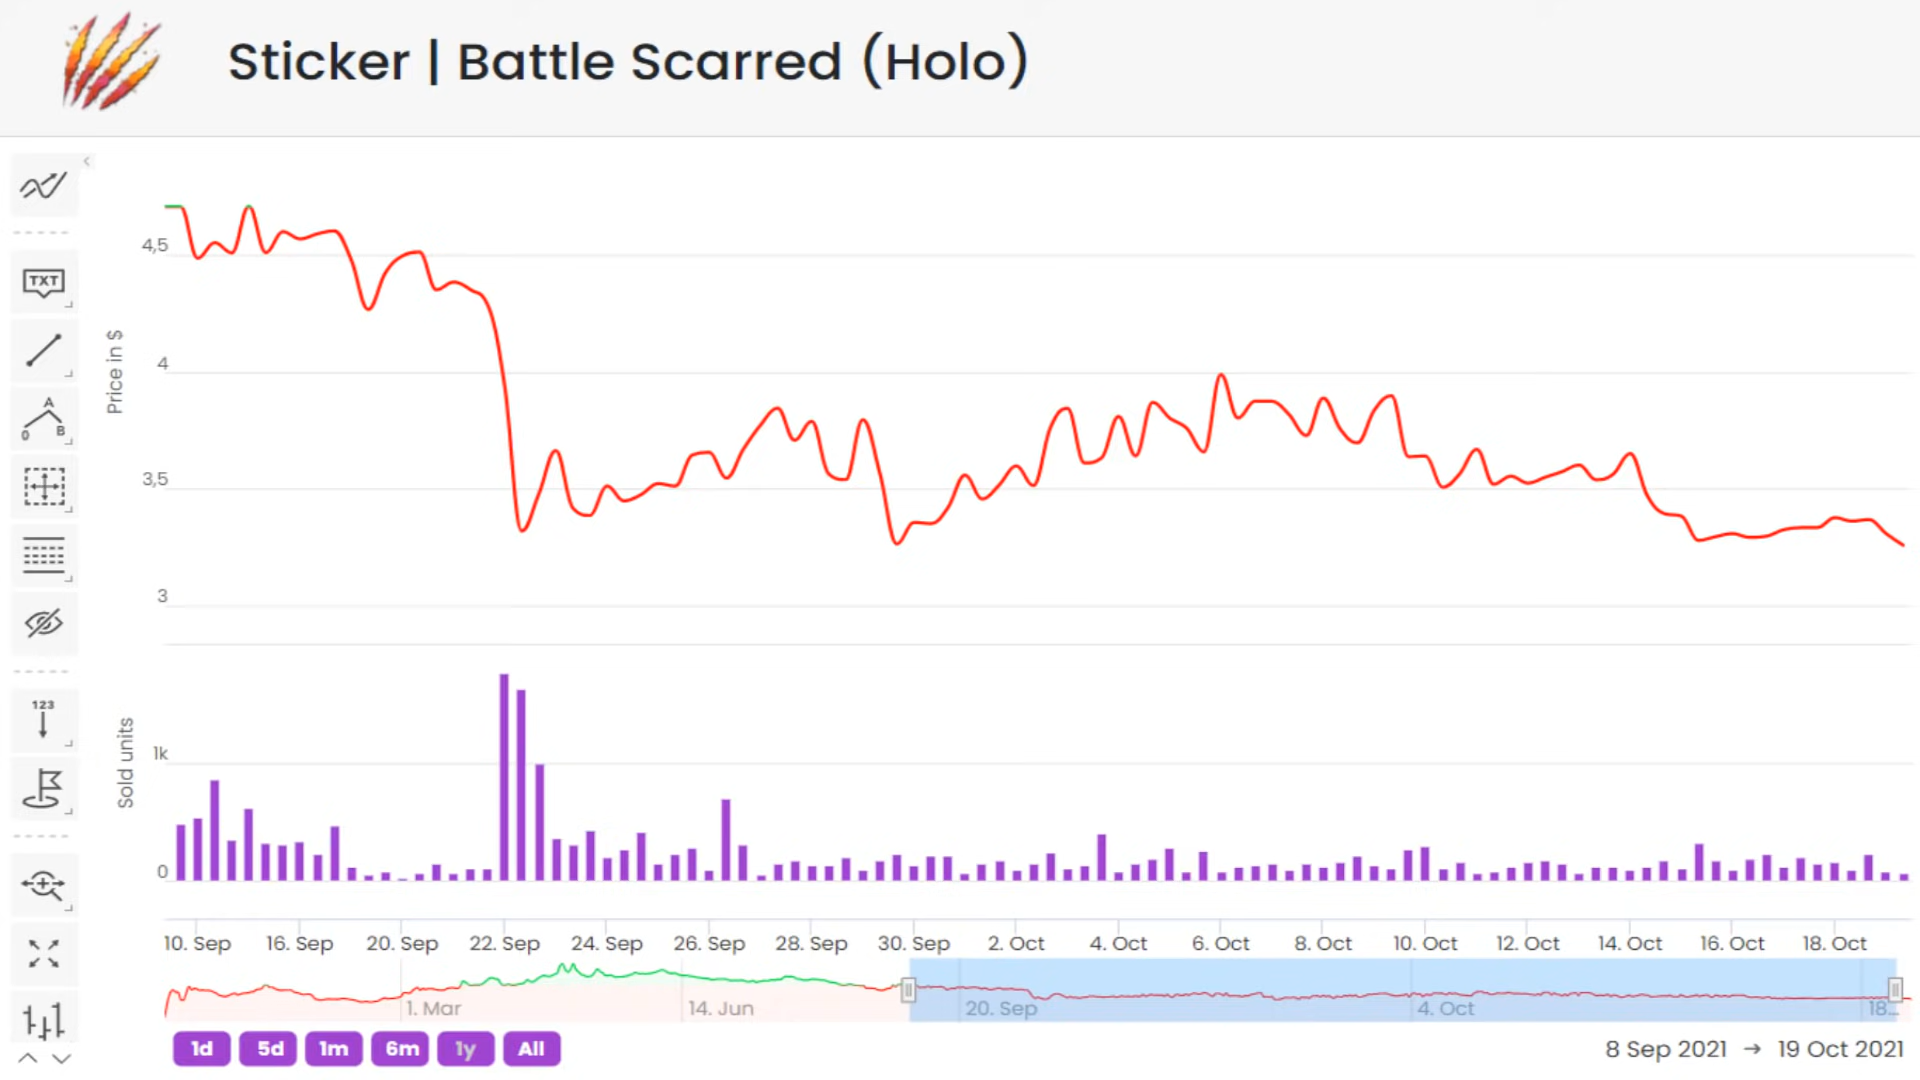 Sticker | Battle Scarred (Holo)
TXT
A
0 B
123
Price in $
4,5
4
3,5
3
Sold units
1k
0
10. Sep 16. Sep 20. Sep 22. Sep 24. Sep 26. Sep 28. Sep 30. Sep 2. Oct 4. Oct 6. Oct 8. Oct 10. Oct 12. Oct 14. Oct 16. Oct 18. Oct
1. Mar 14. Jun 20. Sep 4. Oct 18...
1d 5d 1m 6m 1y All
8 Sep 2021 → 19 Oct 2021